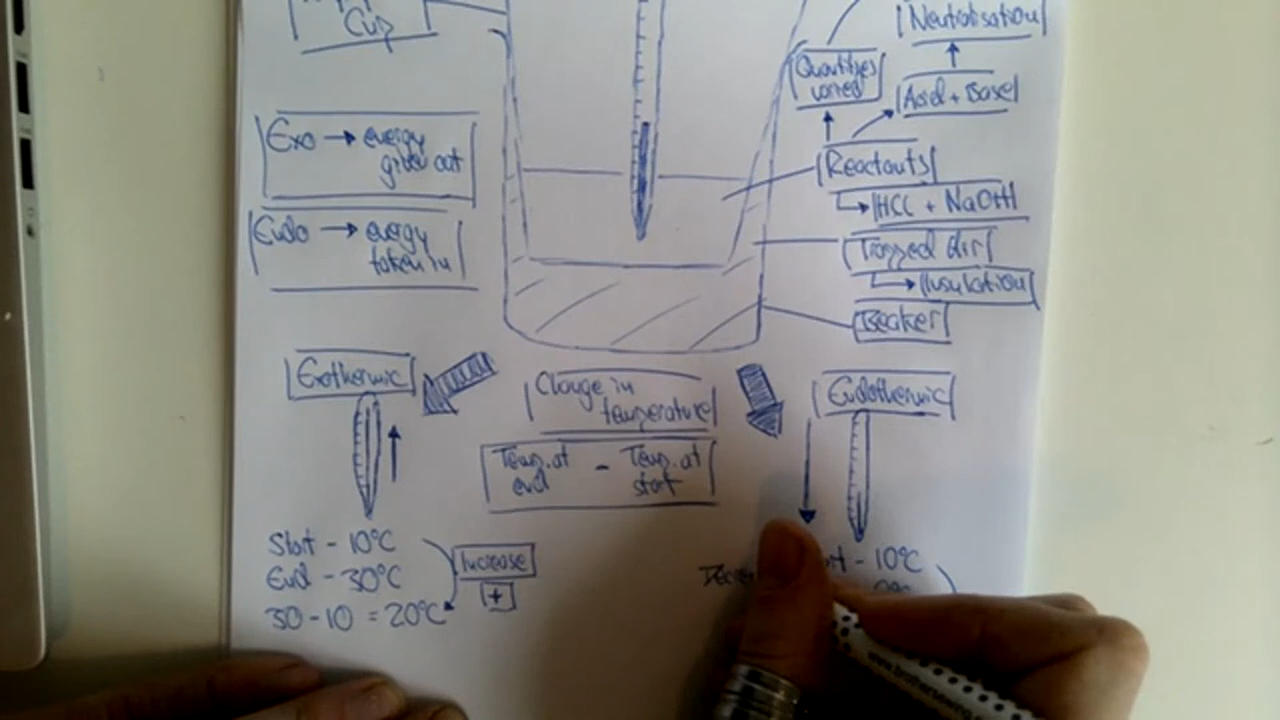 Cup
Exo → energy
given out
Endo → energy
taken in
Neutralisation
Quantities
varied
Acid + Base
Reactants
HCl + NaOH
Trapped air
Insulation
Beaker
Exothermic
Change in
temperature
Temp. at
end
-
Temp. at
start
Endothermic
Start - 10°C
End - 30°C
30 - 10 = 20°C
Increase
+
- 10°C